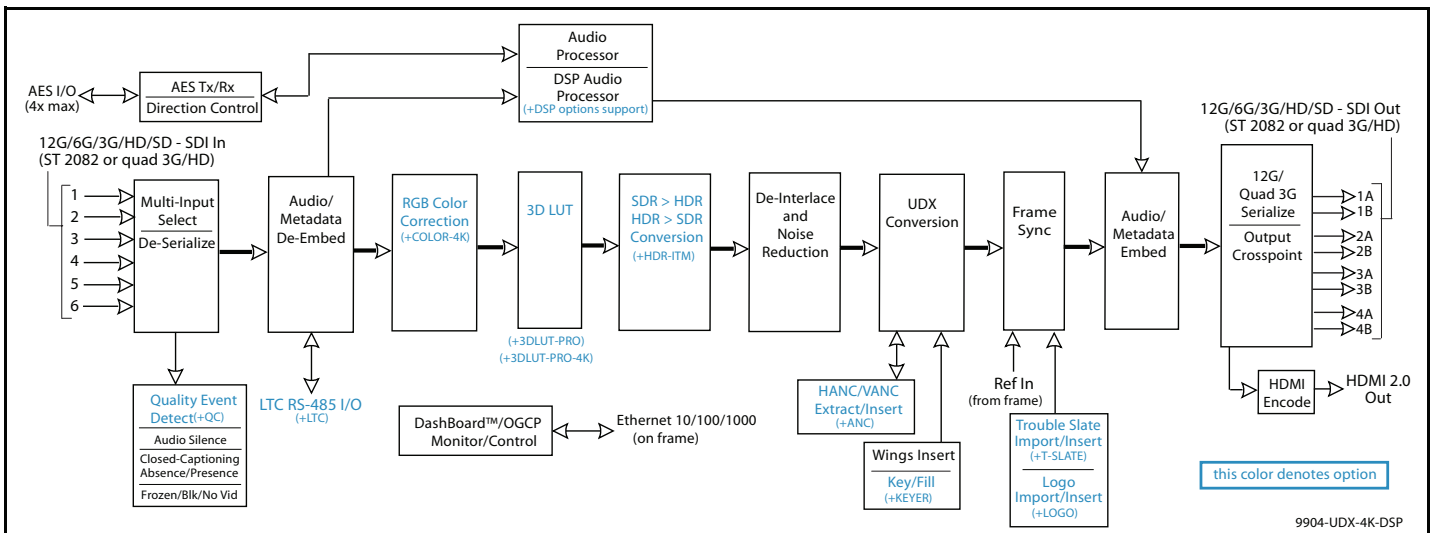 Audio
Processor
DSP Audio
Processor
(+DSP options support)
AES I/O
(4x max)
AES Tx/Rx
Direction Control
12G/6G/3G/HD/SD - SDI In
(ST 2082 or quad 3G/HD)
12G/6G/3G/HD/SD - SDI Out
(ST 2082 or quad 3G/HD)
1
2
3
4
5
6
Multi-Input
Select
De-Serialize
Audio/
Metadata
De-Embed
RGB Color
Correction
(+COLOR-4K)
3D LUT
SDR > HDR
HDR > SDR
Conversion
(+HDR-ITM)
De-Interlace
and
Noise
Reduction
UDX
Conversion
Frame
Sync
Audio/
Metadata
Embed
12G/
Quad 3G
Serialize
Output
Crosspoint
1A
1B
2A
2B
3A
3B
4A
4B
(+3DLUT-PRO)
(+3DLUT-PRO-4K)
Quality Event
Detect(+QC)
Audio Silence
Closed-Captioning
Absence/Presence
Frozen/Blk/No Vid
LTC RS-485 I/O
(+LTC)
DashBoard™/OGCP
Monitor/Control
Ethernet 10/100/1000
(on frame)
HANC/VANC
Extract/Insert
(+ANC)
Wings Insert
Key/Fill
(+KEYER)
Ref In
(from frame)
Trouble Slate
Import/Insert
(+T-SLATE)
Logo
Import/Insert
(+LOGO)
HDMI
Encode
HDMI 2.0
Out
this color denotes option
9904-UDX-4K-DSP